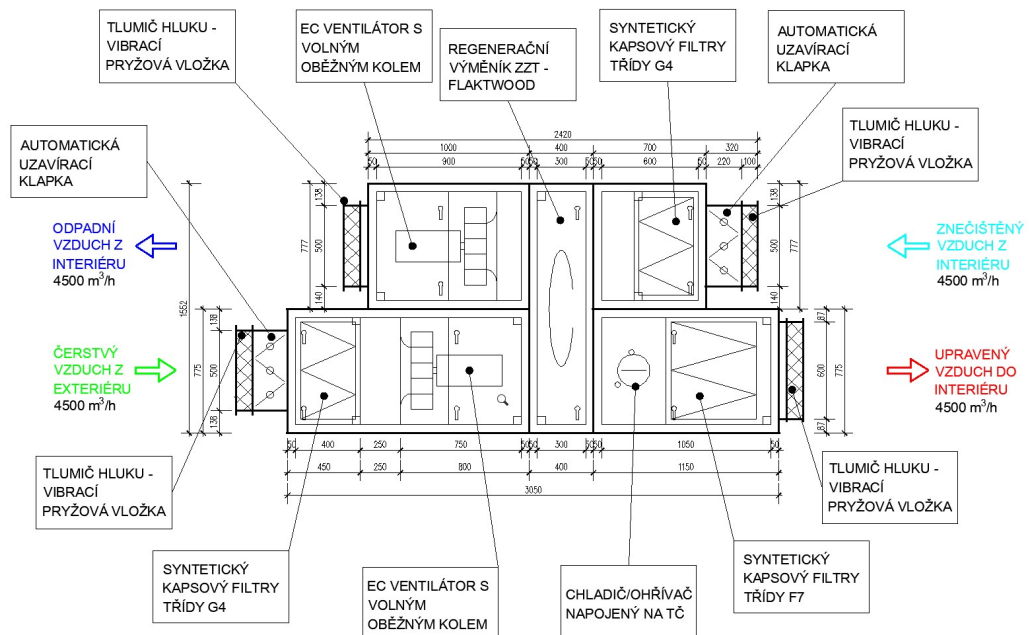 TLUMIČ HLUKU -
VIBRACÍ
PRYŽOVÁ VLOŽKA
EC VENTILÁTOR S
VOLNÝM
OBĚŽNÝM KOLEM
REGENERAČNÍ
VÝMĚNÍK ZZT -
FLAKTWOOD
SYNTETICKÝ
KAPSOVÝ FILTRY
TŘÍDY G4
AUTOMATICKÁ
UZAVÍRACÍ
KLAPKA
TLUMIČ HLUKU -
VIBRACÍ
PRYŽOVÁ VLOŽKA
AUTOMATICKÁ
UZAVÍRACÍ
KLAPKA
2420
1000 400 700 320
50 900 50 50 300 50 50 600 50 220 100
138
500
140
777
1552
138
500
140
777
ODPADNÍ
VZDUCH Z
INTERIÉRU
4500 m³/h
ZNEČIŠTĚNÝ
VZDUCH Z
INTERIÉRU
4500 m³/h
ČERSTVÝ
VZDUCH Z
EXTERIÉRU
4500 m³/h
138
500
138
775
87
600
87
775
UPRAVENÝ
VZDUCH DO
INTERIÉRU
4500 m³/h
50 400 250 750 50 50 300 50 50 1050 50
450 250 800 400 1150
3050
TLUMIČ HLUKU -
VIBRACÍ
PRYŽOVÁ VLOŽKA
TLUMIČ HLUKU -
VIBRACÍ
PRYŽOVÁ VLOŽKA
SYNTETICKÝ
KAPSOVÝ FILTRY
TŘÍDY G4
EC VENTILÁTOR S
VOLNÝM
OBĚŽNÝM KOLEM
CHLADIČ/OHŘÍVAČ
NAPOJENÝ NA TČ
SYNTETICKÝ
KAPSOVÝ FILTRY
TŘÍDY F7